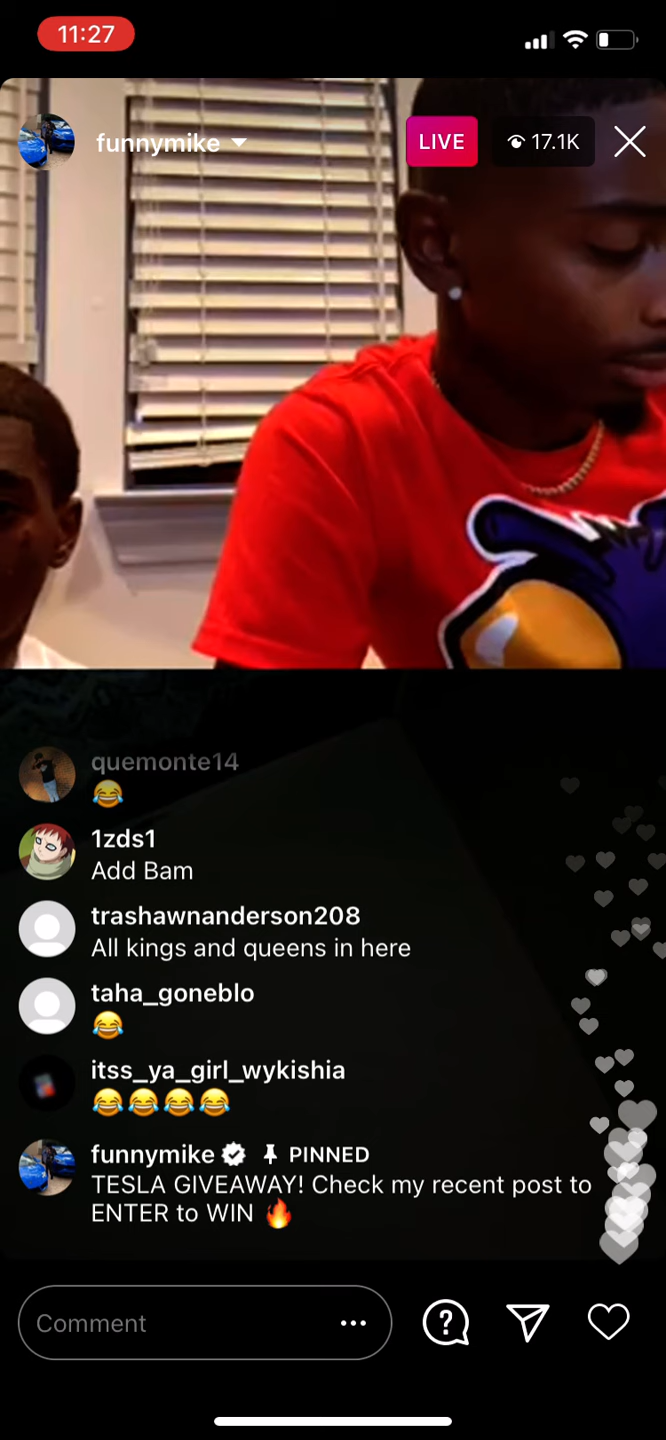 11:27
funnymike
LIVE
17.1K
quemonte14
😂
1zds1
Add Bam
trashawnanderson208
All kings and queens in here
taha_goneblo
😂
itss_ya_girl_wykishia
😂😂😂😂
funnymike PINNED
TESLA GIVEAWAY! Check my recent post to
ENTER to WIN 🔥
Comment